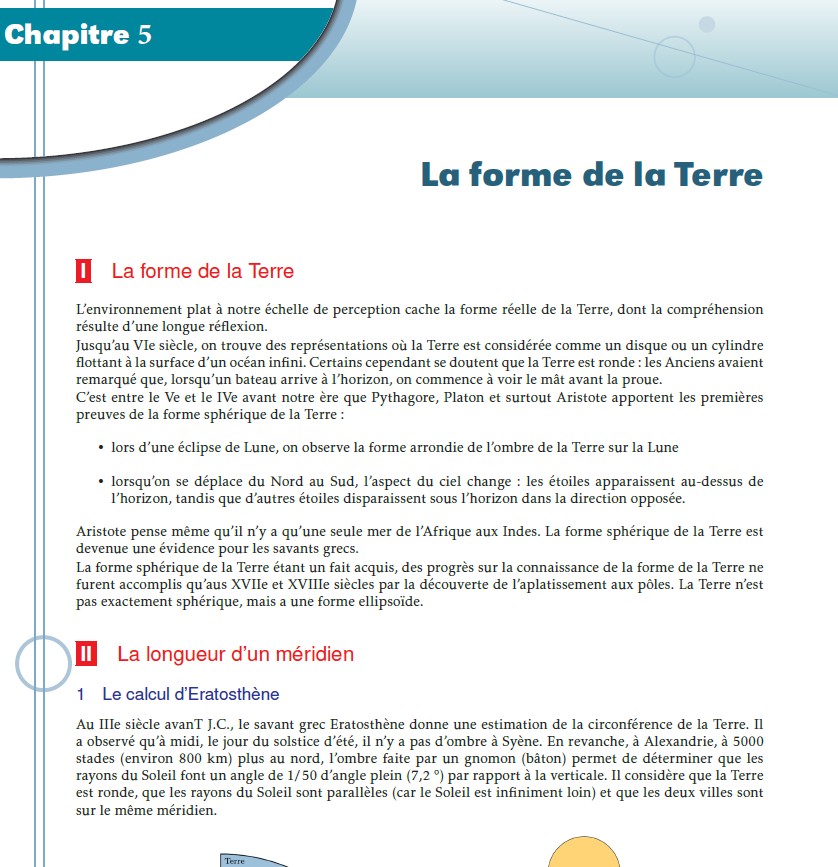 Chapitre 5
La forme de la Terre
I La forme de la Terre
L'environnement plat à notre échelle de perception cache la forme réelle de la Terre, dont la compréhension
résulte d'une longue réflexion.
Jusqu'au VIe siècle, on trouve des représentations où la Terre est considérée comme un disque ou un cylindre
flottant à la surface d'un océan infini. Certains cependant se doutent que la Terre est ronde : les Anciens avaient
remarqué que, lorsqu'un bateau arrive à l'horizon, on commence à voir le mât avant la proue.
C'est entre le Ve et le IVe avant notre ère que Pythagore, Platon et surtout Aristote apportent les premières
preuves de la forme sphérique de la Terre :
• lors d'une éclipse de Lune, on observe la forme arrondie de l'ombre de la Terre sur la Lune
• lorsqu'on se déplace du Nord au Sud, l'aspect du ciel change : les étoiles apparaissent au-dessus de
l'horizon, tandis que d'autres étoiles disparaissent sous l'horizon dans la direction opposée.
Aristote pense même qu'il n'y a qu'une seule mer de l'Afrique aux Indes. La forme sphérique de la Terre est
devenue une évidence pour les savants grecs.
La forme sphérique de la Terre étant un fait acquis, des progrès sur la connaissance de la forme de la Terre ne
furent accomplis qu'aus XVIIe et XVIIIe siècles par la découverte de l'aplatissement aux pôles. La Terre n'est
pas exactement sphérique, mais a une forme ellipsoïde.
II La longueur d'un méridien
1 Le calcul d'Eratosthène
Au IIIe siècle avanT J.C., le savant grec Eratosthène donne une estimation de la circonférence de la Terre. Il
a observé qu'à midi, le jour du solstice d'été, il n'y a pas d'ombre à Syène. En revanche, à Alexandrie, à 5000
stades (environ 800 km) plus au nord, l'ombre faite par un gnomon (bâton) permet de déterminer que les
rayons du Soleil font un angle de 1/50 d'angle plein (7,2 °) par rapport à la verticale. Il considère que la Terre
est ronde, que les rayons du Soleil sont parallèles (car le Soleil est infiniment loin) et que les deux villes sont
sur le même méridien.
Terre